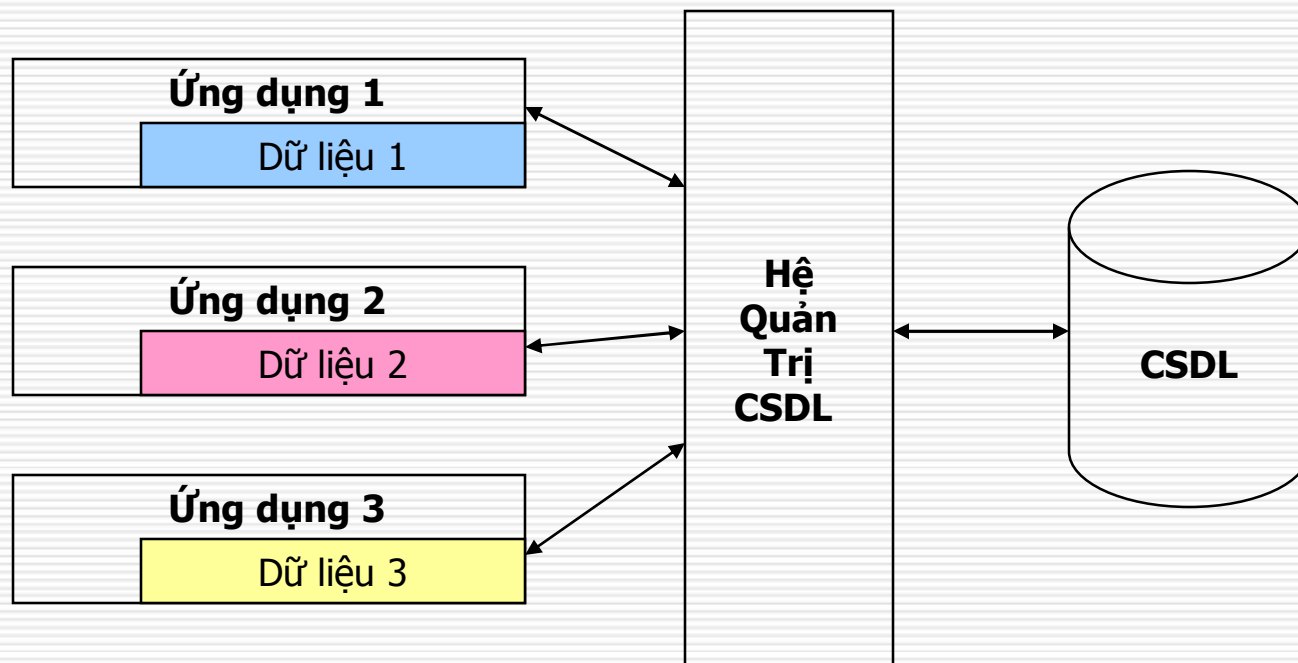 Ứng dụng 1
Dữ liệu 1
Ứng dụng 2
Dữ liệu 2
Ứng dụng 3
Dữ liệu 3
Hệ
Quản
Trị
CSDL
CSDL